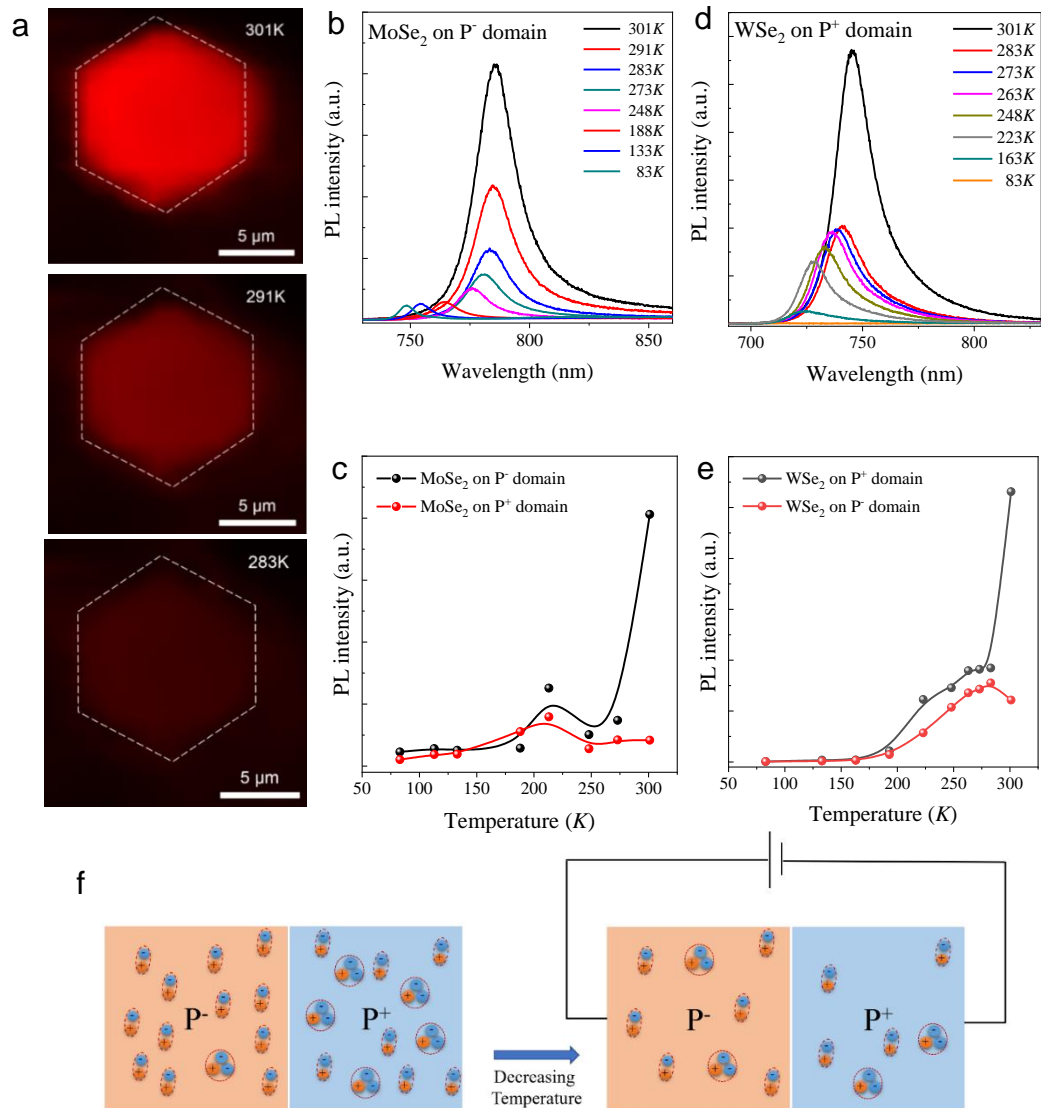 a
301K
5 μm
291K
5 μm
283K
5 μm
b
MoSe₂ on P⁻ domain
301K
291K
283K
273K
248K
188K
133K
83K
PL intensity (a.u.)
750
800
850
Wavelength (nm)
d
WSe₂ on P⁺ domain
301K
283K
273K
263K
248K
223K
163K
83K
PL intensity (a.u.)
700
750
800
Wavelength (nm)
c
MoSe₂ on P⁻ domain
MoSe₂ on P⁺ domain
PL intensity (a.u.)
50 100 150 200 250 300
Temperature (K)
e
WSe₂ on P⁺ domain
WSe₂ on P⁻ domain
PL intensity (a.u.)
50 100 150 200 250 300
Temperature (K)
f
P⁻
P⁺
Decreasing
Temperature
P⁻
P⁺